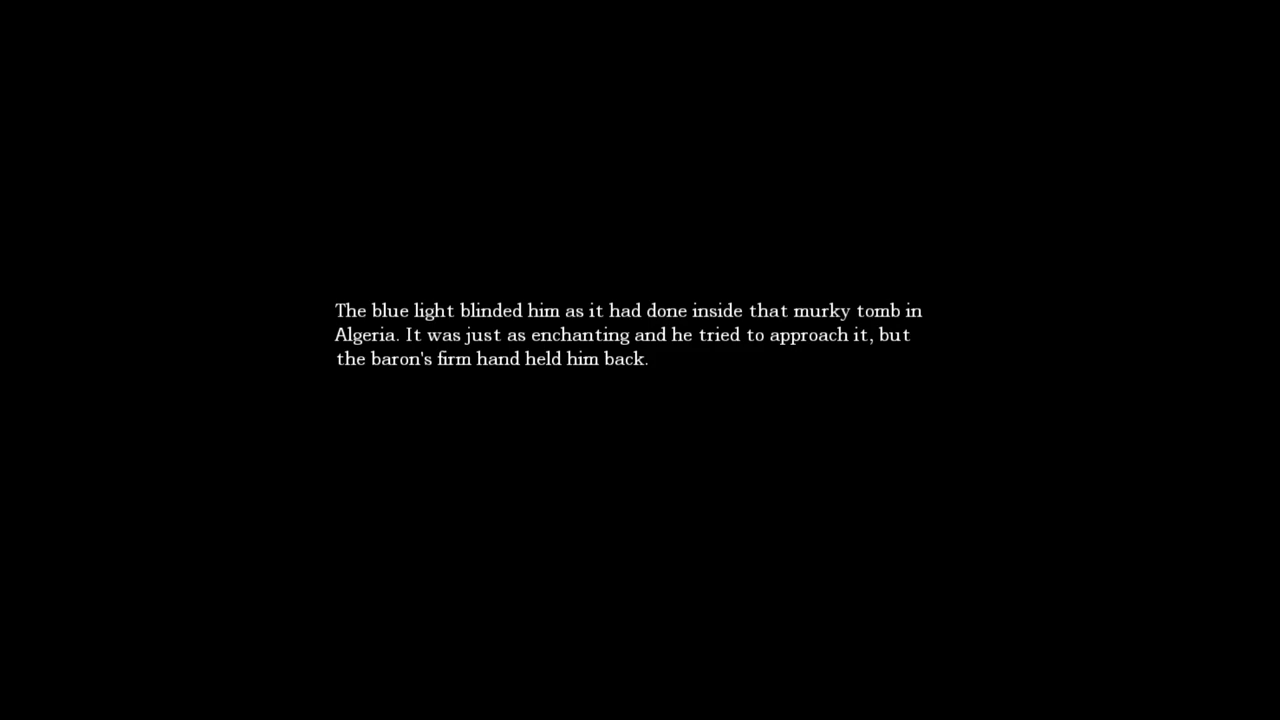 The blue light blinded him as it had done inside that murky tomb in
Algeria. It was just as enchanting and he tried to approach it, but
the baron's firm hand held him back.